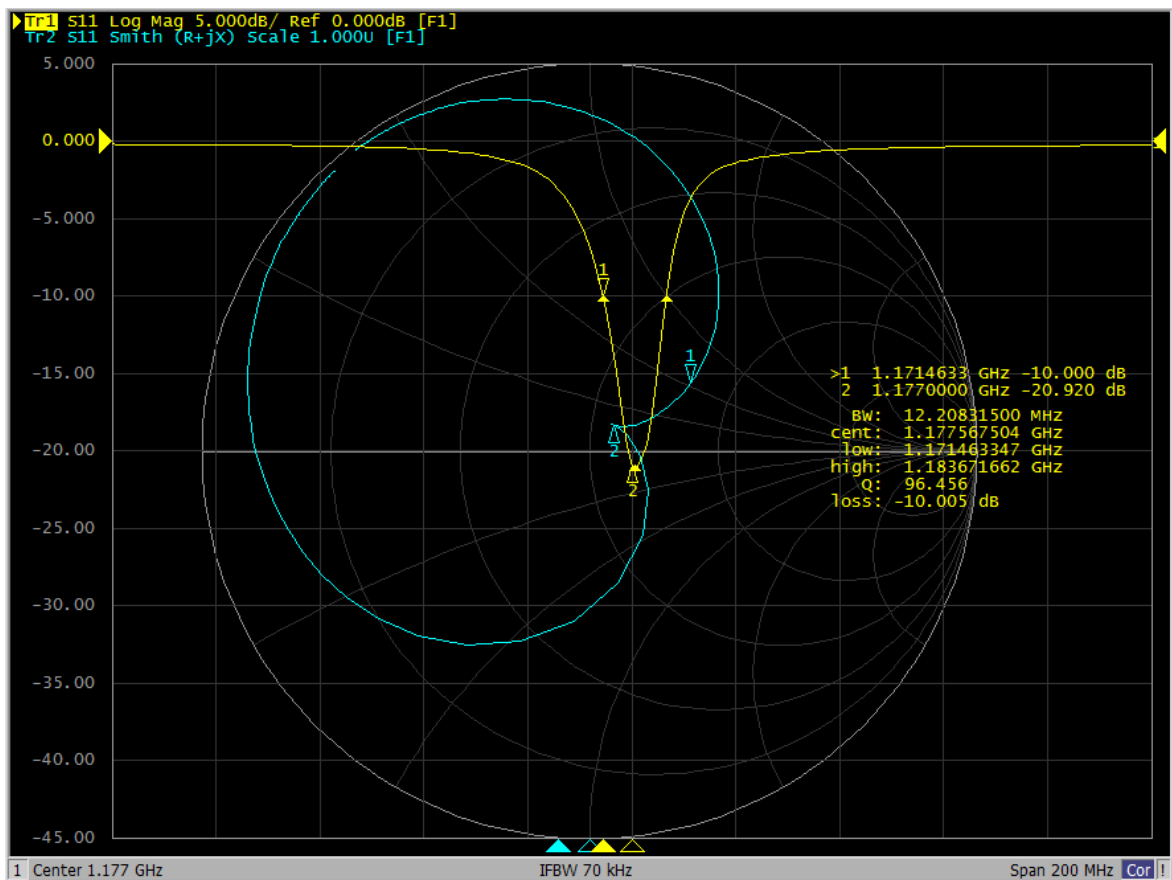 Tr1 S11 Log Mag 5.000dB/ Ref 0.000dB [F1]
Tr2 S11 Smith (R+jX) Scale 1.000U [F1]
5.000
0.000
-5.000
-10.00
-15.00
-20.00
-25.00
-30.00
-35.00
-40.00
-45.00
1
1
2
2
>1 1.1714633 GHz -10.000 dB
2 1.1770000 GHz -20.920 dB
BW: 12.20831500 MHz
cent: 1.177567504 GHz
low: 1.171463347 GHz
high: 1.183671662 GHz
Q: 96.456
loss: -10.005 dB
1 Center 1.177 GHz IFBW 70 kHz Span 200 MHz Cor !